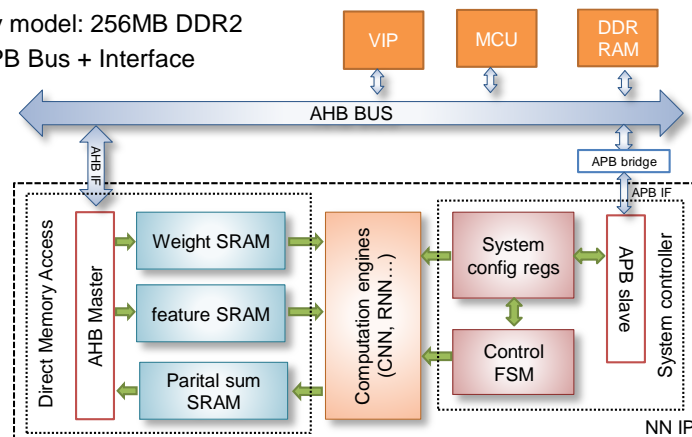 y model: 256MB DDR2
PB Bus + Interface
VIP
MCU
DDR
RAM
AHB BUS
AHB IF
APB bridge
APB IF
Direct Memory Access
AHB Master
Weight SRAM
feature SRAM
Parital sum
SRAM
Computation engines
(CNN, RNN…)
System
config regs
Control
FSM
APB slave
System controller
NN IP